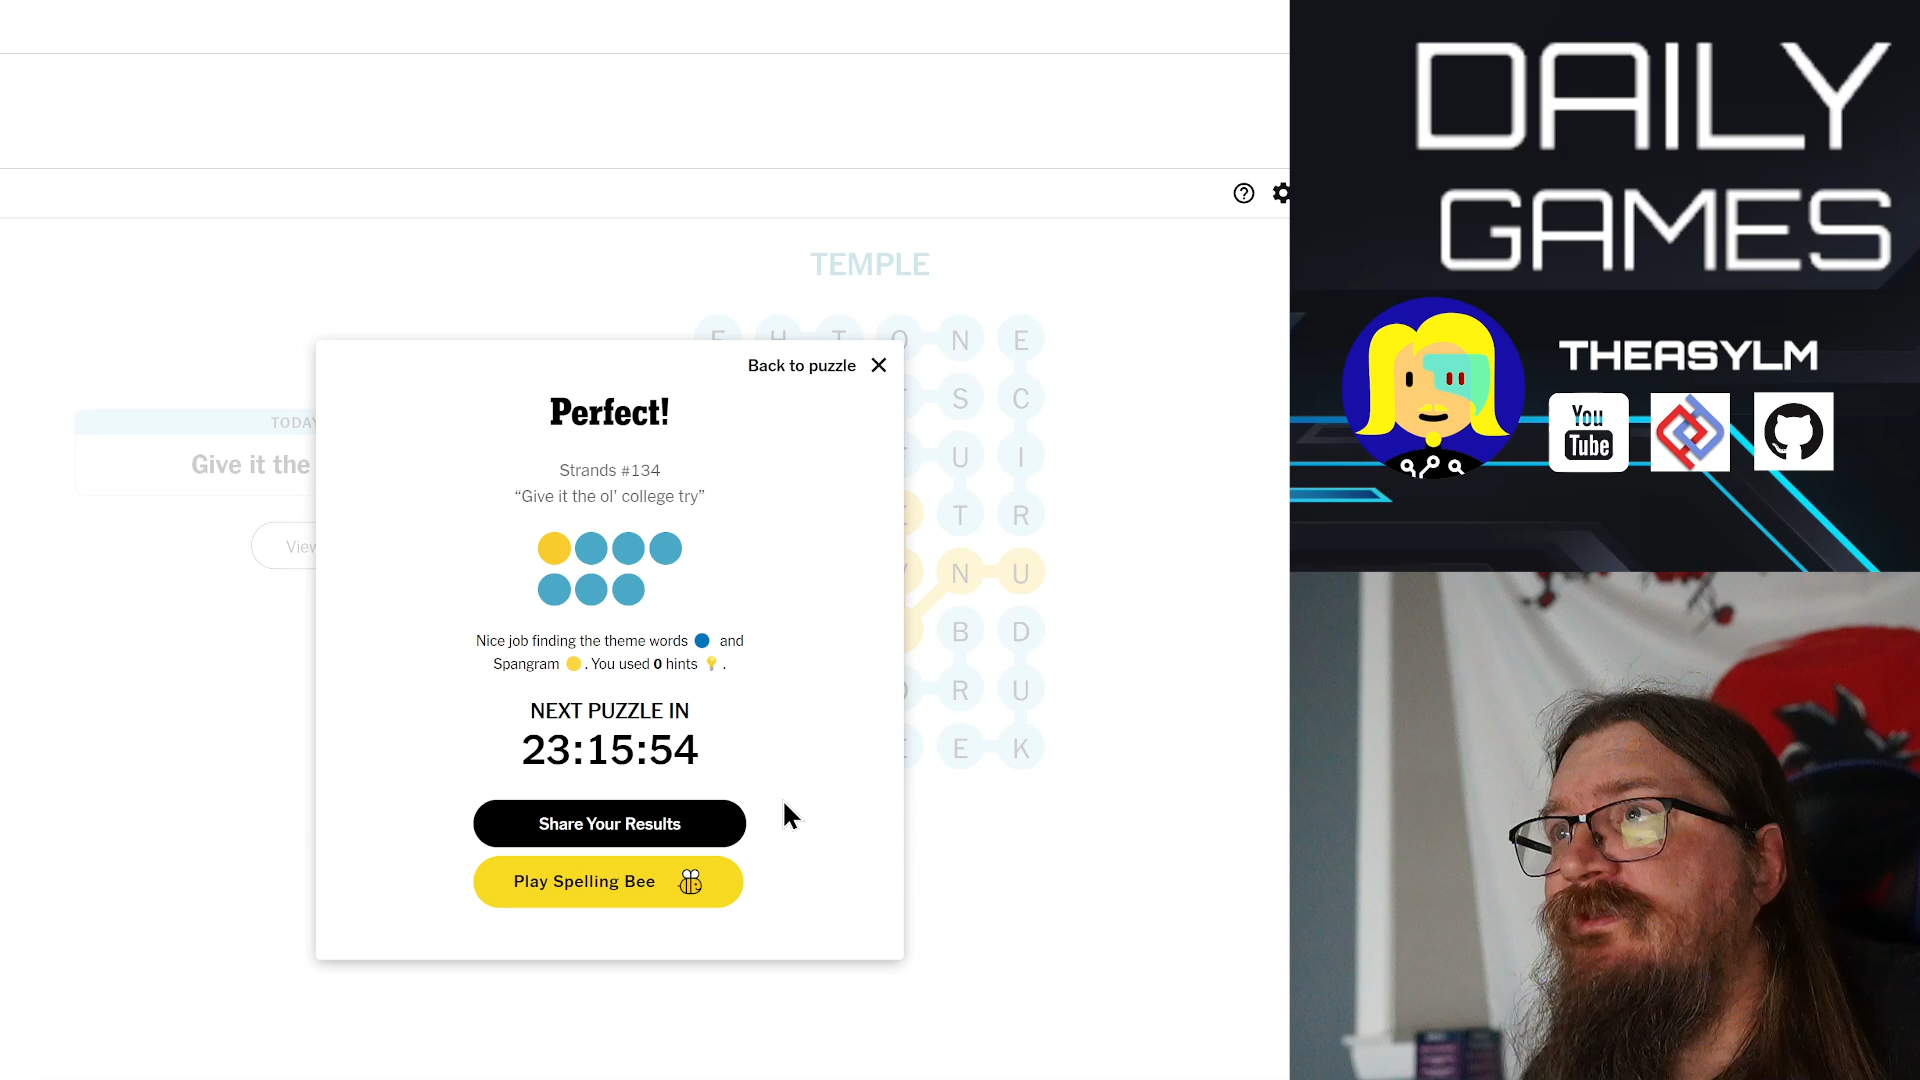 DAILY
GAMES
THEASYLM
You
Tube
TEMPLE
E H T O N E
S C
U I
T R
N U
B D
R U
E K
TODAY
Give it the
View
Back to puzzle
Perfect!
Strands #134
“Give it the ol' college try”
Nice job finding the theme words and
Spangram . You used 0 hints .
NEXT PUZZLE IN
23:15:54
Share Your Results
Play Spelling Bee